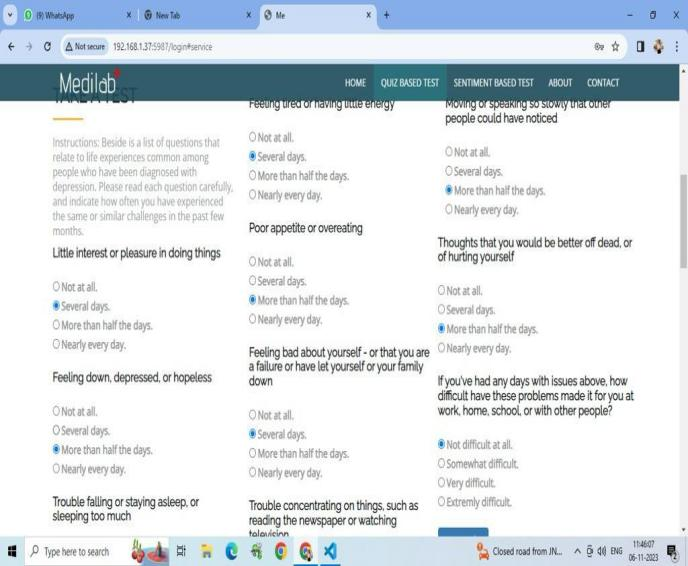 (9) WhatsApp
New Tab
Me
Not secure
192.168.1.37:5987/login#service
Medilab
HOME
QUIZ BASED TEST
SENTIMENT BASED TEST
ABOUT
CONTACT
TAKE A TEST
Instructions: Beside is a list of questions that
relate to life experiences common among
people who have been diagnosed with
depression. Please read each question carefully,
and indicate how often you have experienced
the same or similar challenges in the past few
months.
Little interest or pleasure in doing things
Not at all.
Several days.
More than half the days.
Nearly every day.
Feeling down, depressed, or hopeless
Not at all.
Several days.
More than half the days.
Nearly every day.
Trouble falling or staying asleep, or
sleeping too much
Feeling tired or having little energy
Not at all.
Several days.
More than half the days.
Nearly every day.
Poor appetite or overeating
Not at all.
Several days.
More than half the days.
Nearly every day.
Feeling bad about yourself - or that you are
a failure or have let yourself or your family
down
Not at all.
Several days.
More than half the days.
Nearly every day.
Trouble concentrating on things, such as
reading the newspaper or watching
television
Moving or speaking so slowly that other
people could have noticed
Not at all.
Several days.
More than half the days.
Nearly every day.
Thoughts that you would be better off dead, or
of hurting yourself
Not at all.
Several days.
More than half the days.
Nearly every day.
If you've had any days with issues above, how
difficult have these problems made it for you at
work, home, school, or with other people?
Not difficult at all.
Somewhat difficult.
Very difficult.
Extremly difficult.
Type here to search
Closed road from JN...
ENG
11:46:07
06-11-2023
2